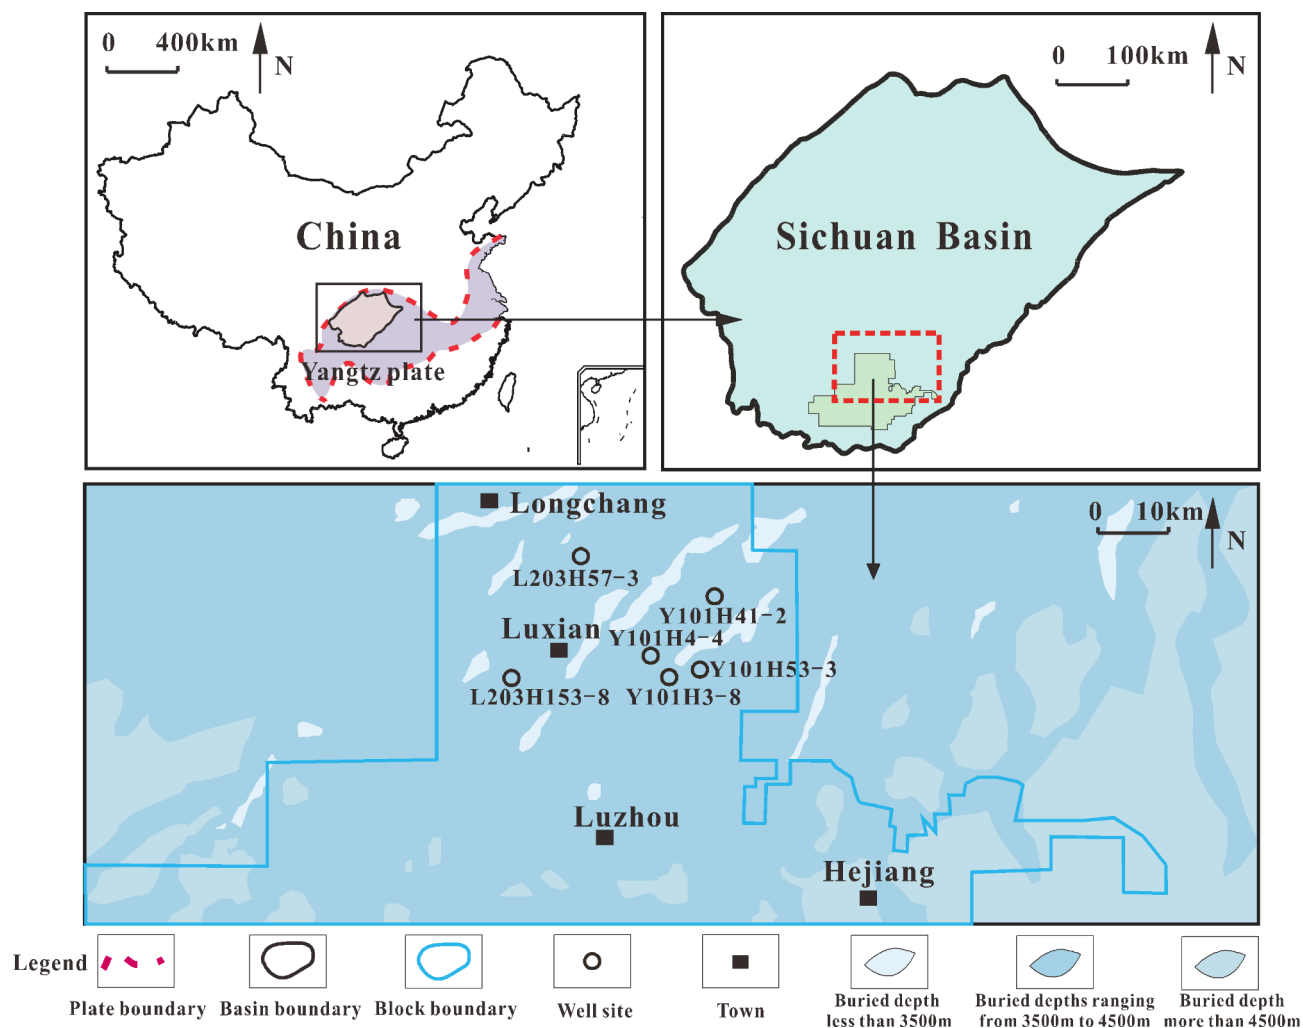 0 400km
N
China
Yangtz plate
0 100km
N
Sichuan Basin
Longchang
0 10km
N
L203H57-3
Y101H41-2
Luxian
Y101H4-4
Y101H53-3
L203H153-8
Y101H3-8
Luzhou
Hejiang
Legend
Plate boundary
Basin boundary
Block boundary
Well site
Town
Buried depth
less than 3500m
Buried depths ranging
from 3500m to 4500m
Buried depth
more than 4500m